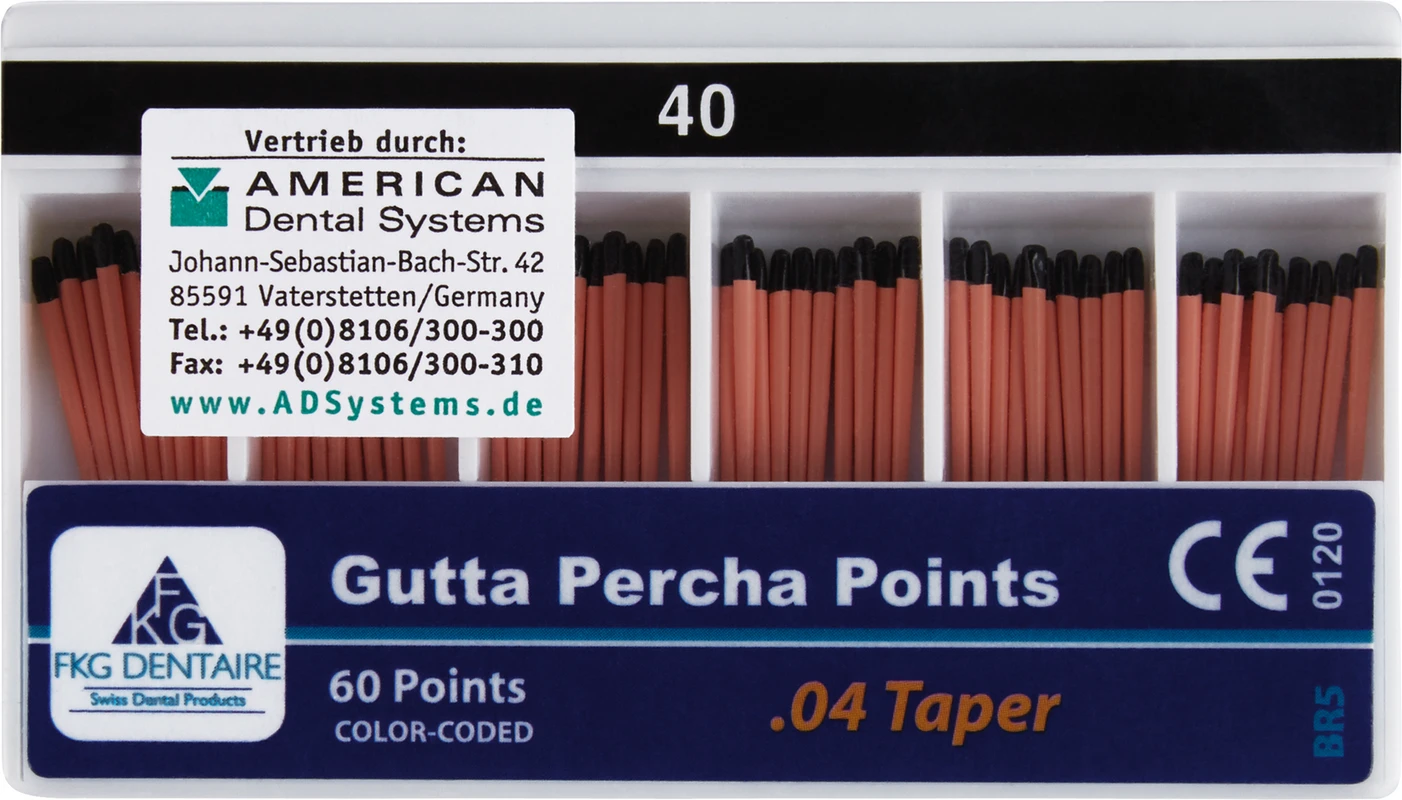 40
Vertrieb durch:
AMERICAN
Dental Systems
Johann-Sebastian-Bach-Str. 42
85591 Vaterstetten/Germany
Tel.: +49(0)8106/300-300
Fax: +49(0)8106/300-310
www.ADSystems.de
FKG
FKG DENTAIRE
Swiss Dental Products
Gutta Percha Points
CE 0120
60 Points
COLOR-CODED
.04 Taper
BR5